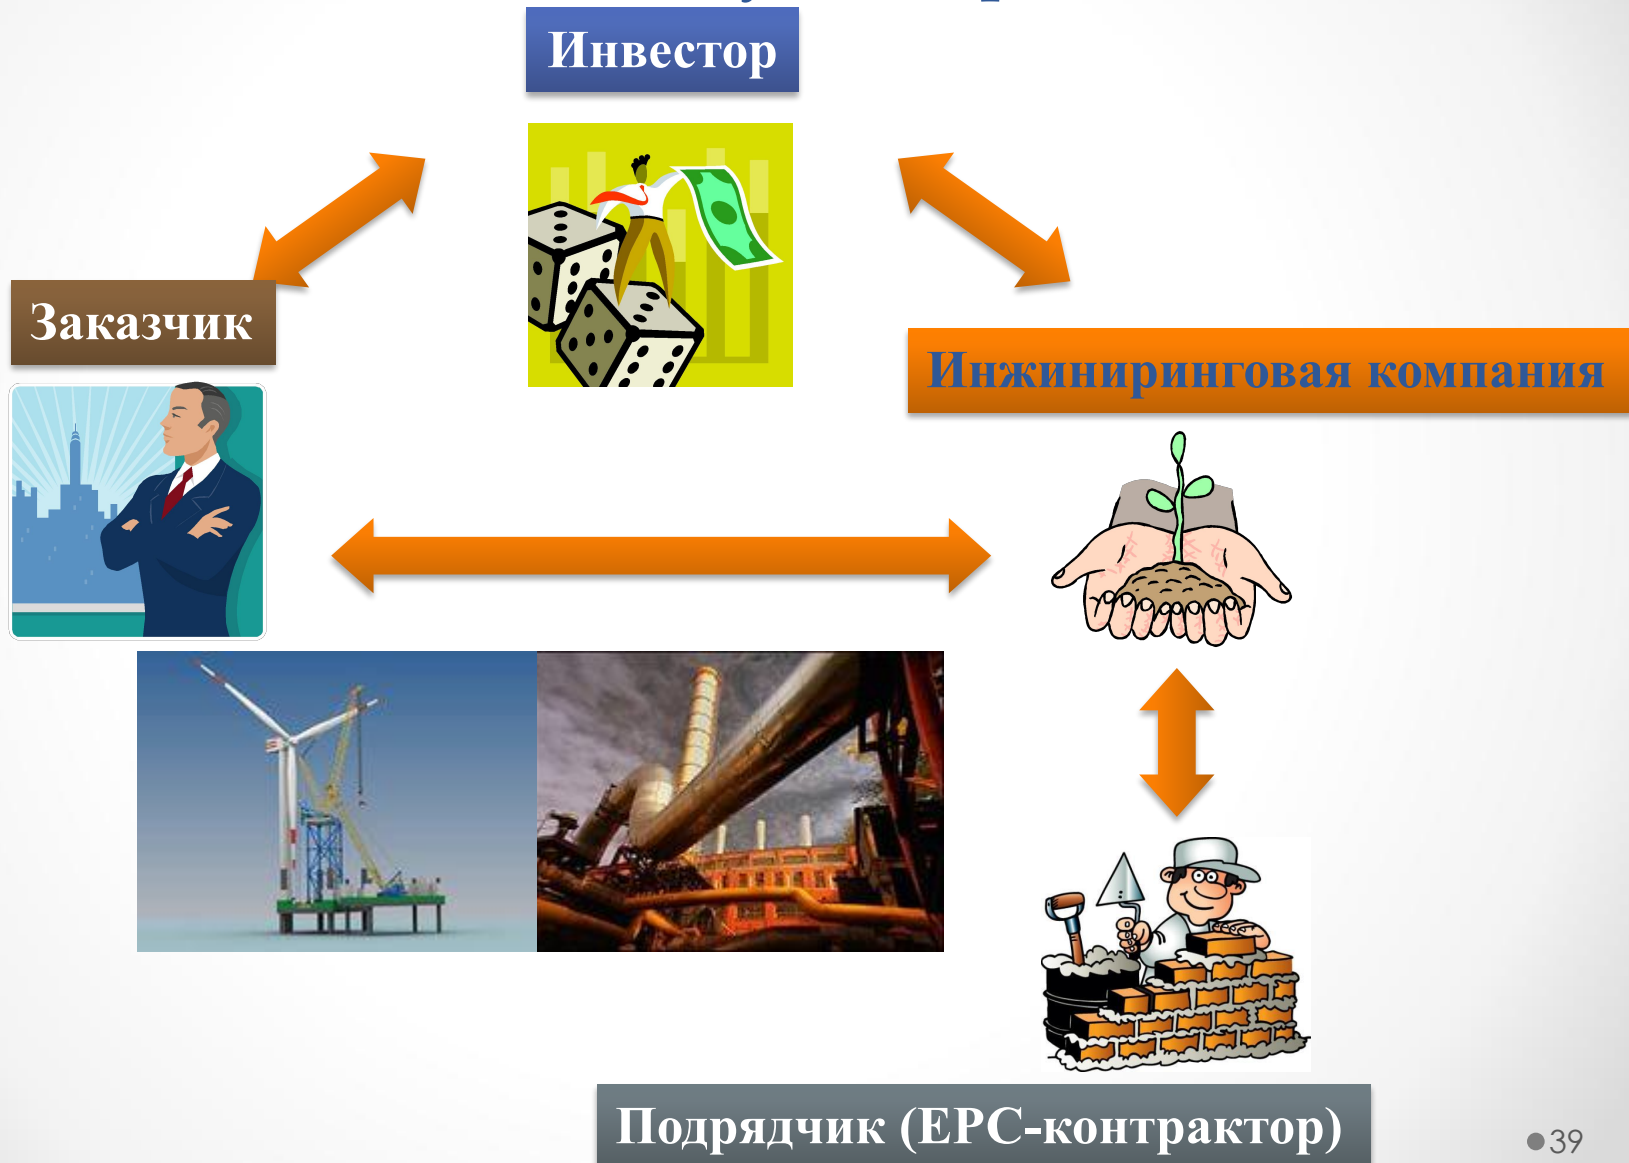 Инвестор
Заказчик
Инжиниринговая компания
Подрядчик (EPC-контрактор)
39